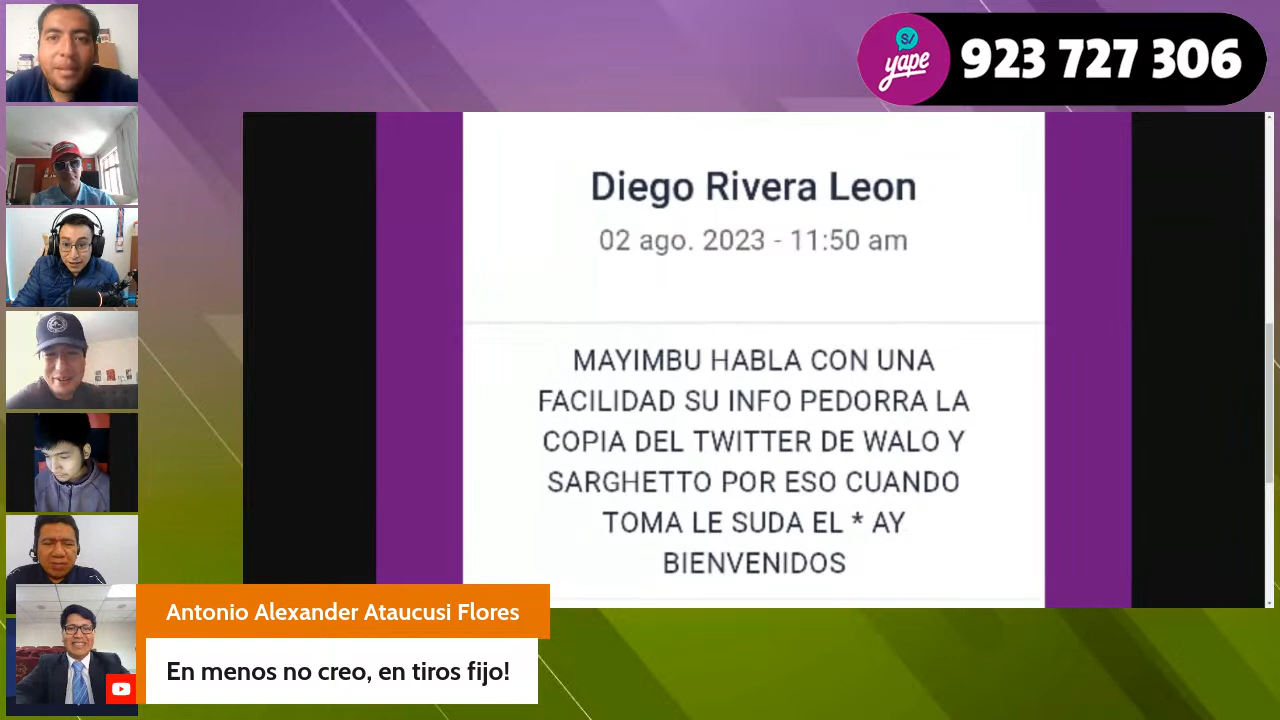 S/
yape
923 727 306
Diego Rivera Leon
02 ago. 2023 - 11:50 am
MAYIMBU HABLA CON UNA
FACILIDAD SU INFO PEDORRA LA
COPIA DEL TWITTER DE WALO Y
SARGHETTO POR ESO CUANDO
TOMA LE SUDA EL * AY
BIENVENIDOS
Antonio Alexander Ataucusi Flores
En menos no creo, en tiros fijo!